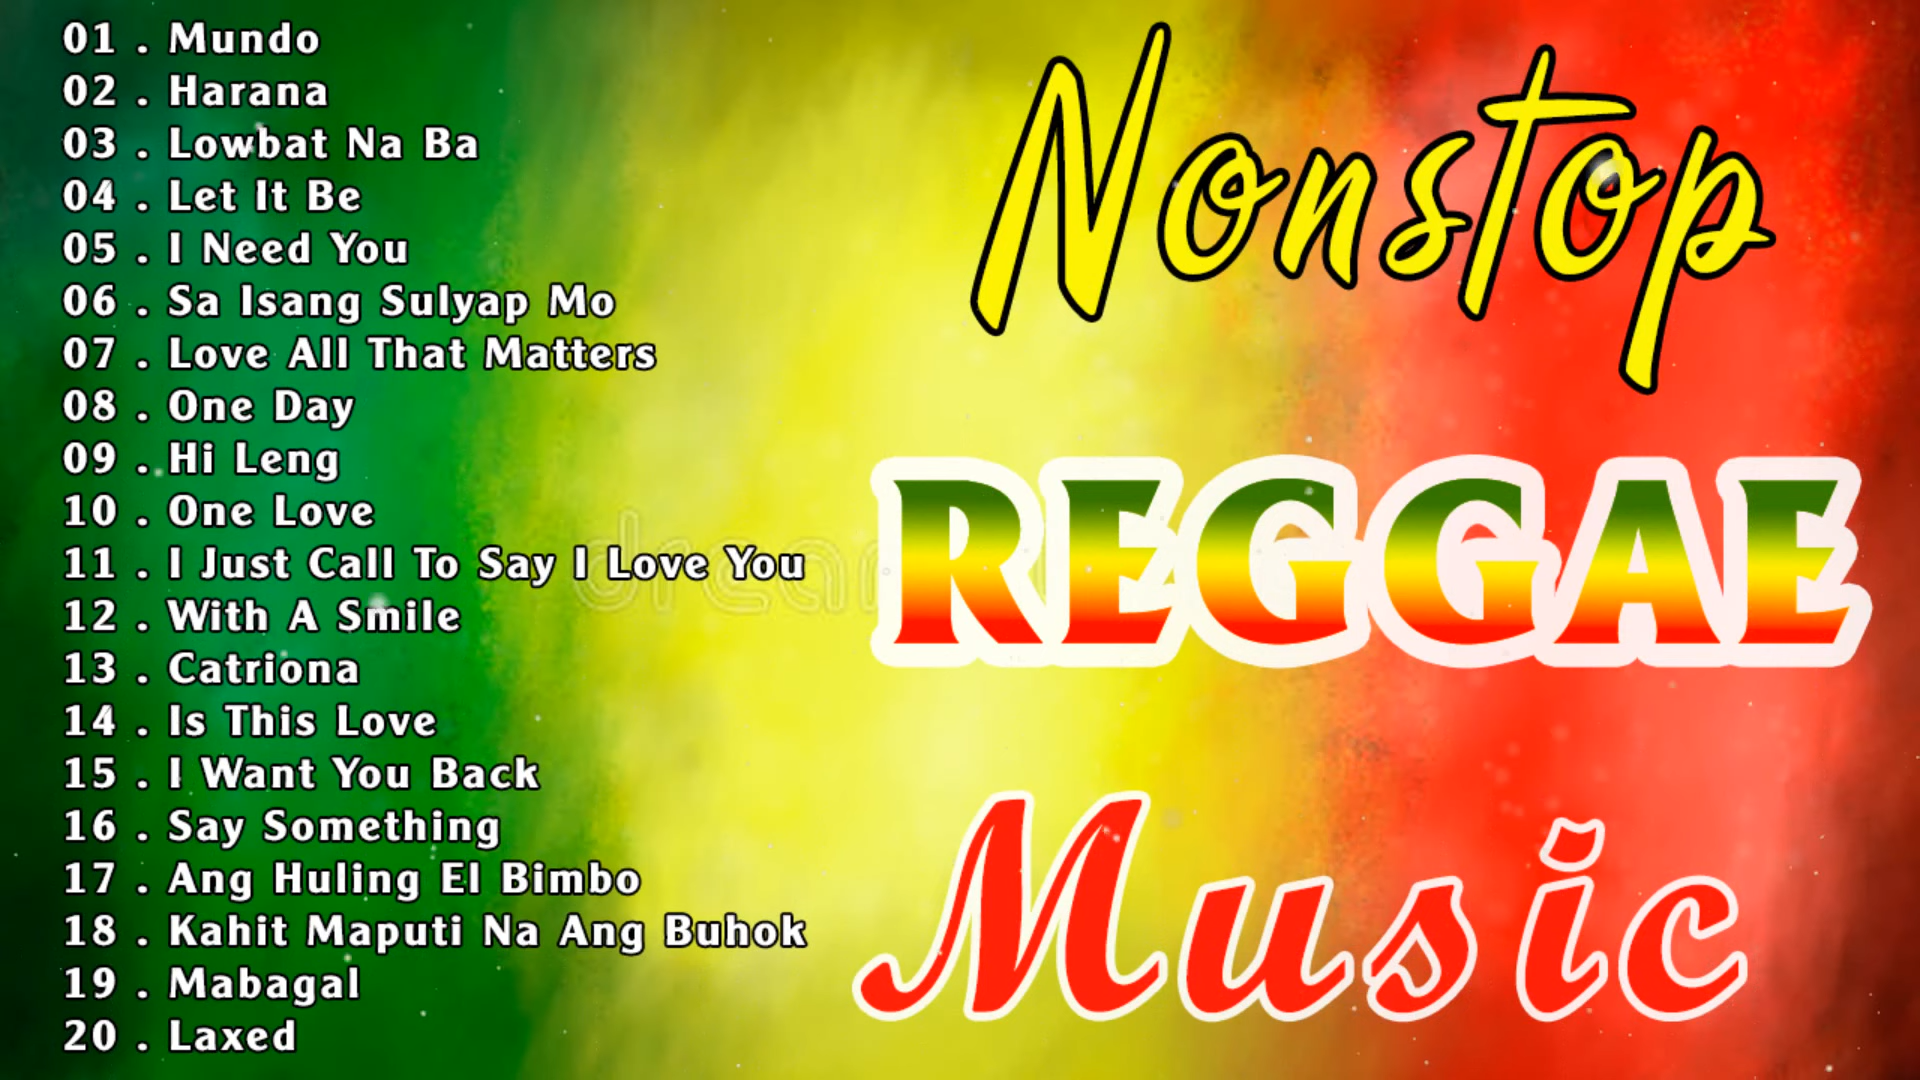 01 . Mundo
02 . Harana
03 . Lowbat Na Ba
04 . Let It Be
05 . I Need You
06 . Sa Isang Sulyap Mo
07 . Love All That Matters
08 . One Day
09 . Hi Leng
10 . One Love
11 . I Just Call To Say I Love You
12 . With A Smile
13 . Catriona
14 . Is This Love
15 . I Want You Back
16 . Say Something
17 . Ang Huling El Bimbo
18 . Kahit Maputi Na Ang Buhok
19 . Mabagal
20 . Laxed
Nonstop
REGGAE
Music